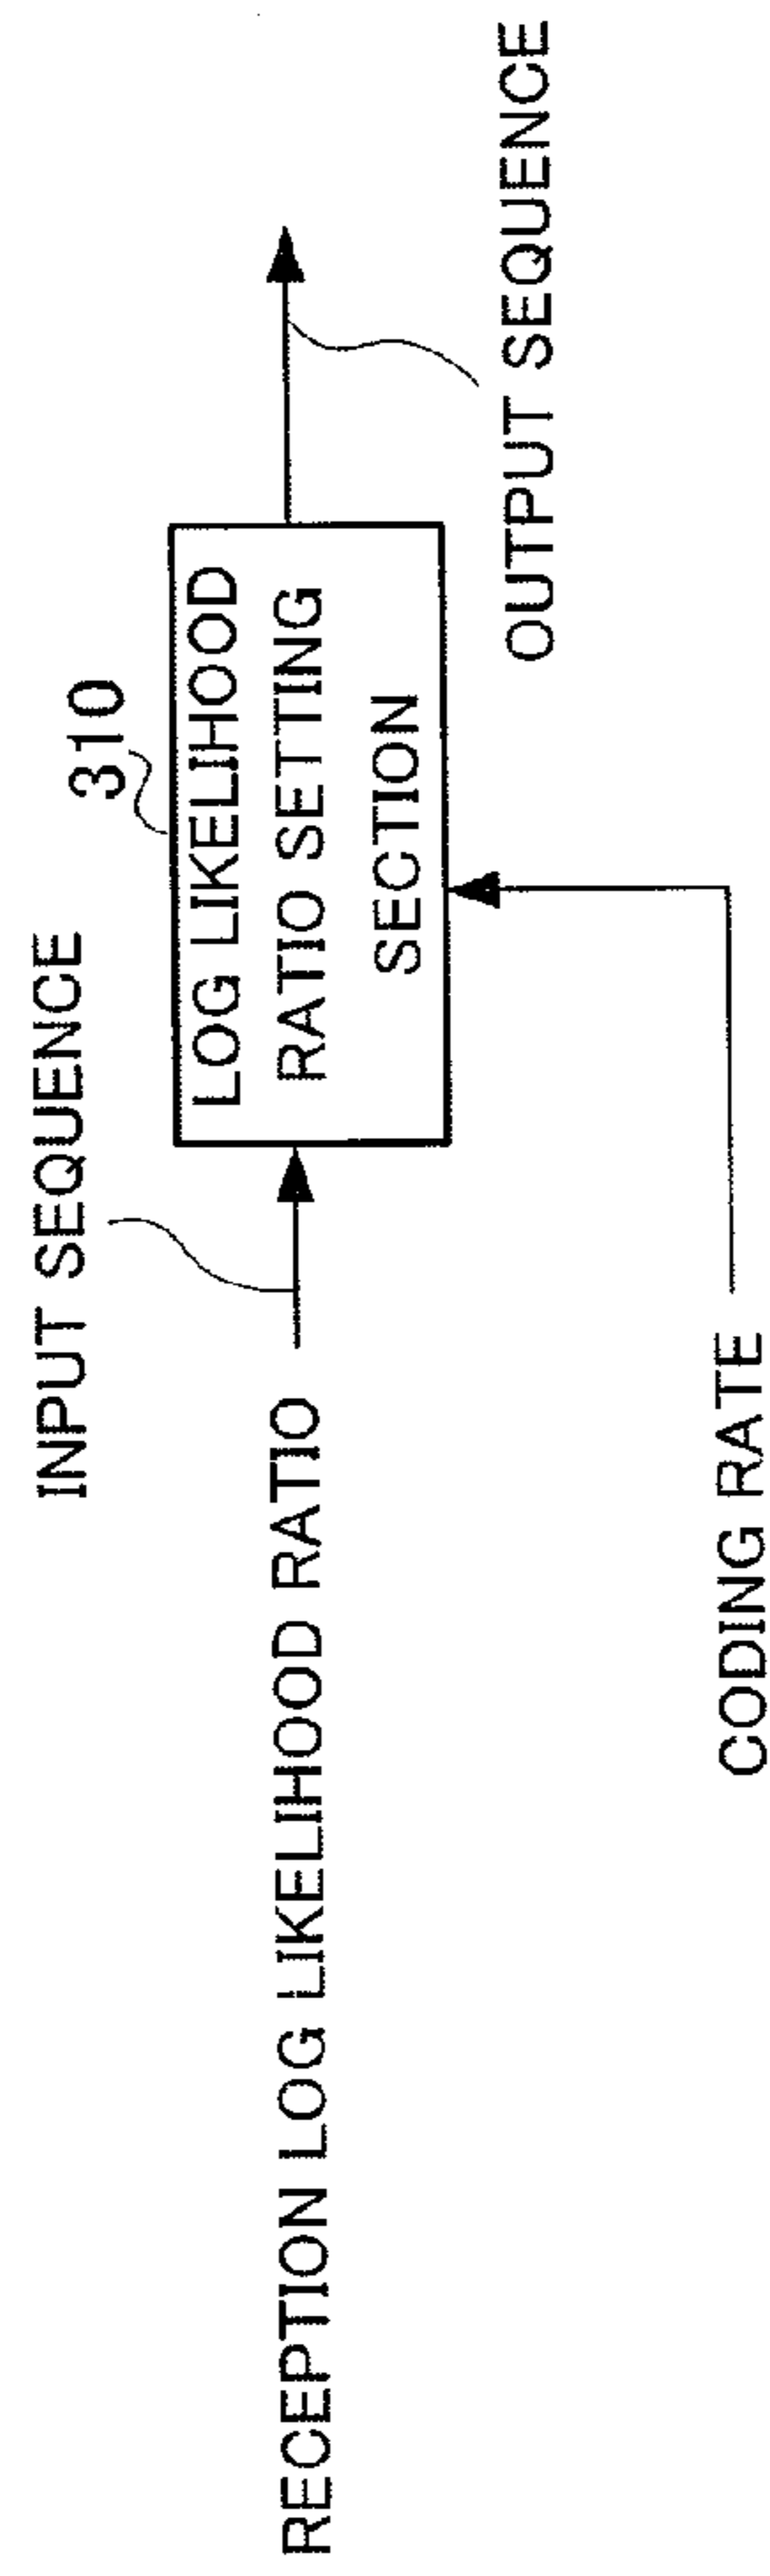 INPUT SEQUENCE
310
RECEPTION LOG LIKELIHOOD RATIO
LOG LIKELIHOOD
RATIO SETTING
SECTION
OUTPUT SEQUENCE
CODING RATE